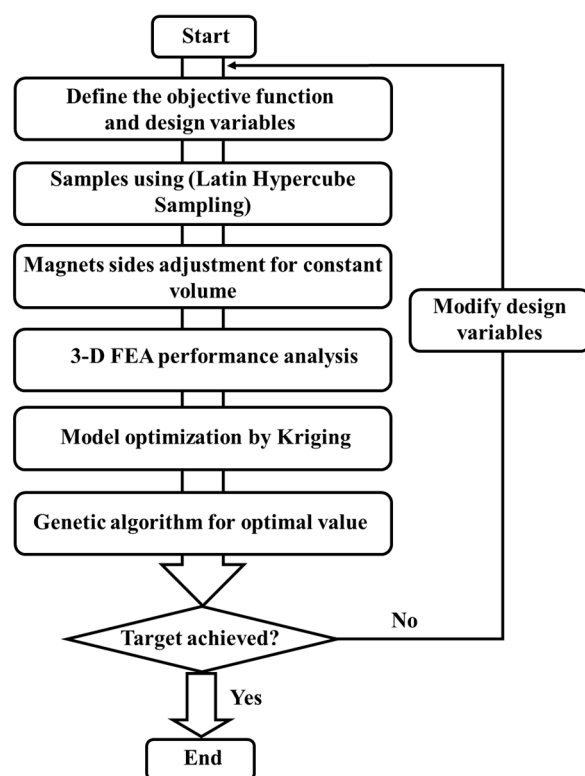 Start
Define the objective function
and design variables
Samples using (Latin Hypercube
Sampling)
Magnets sides adjustment for constant
volume
Modify design
variables
3-D FEA performance analysis
Model optimization by Kriging
Genetic algorithm for optimal value
Target achieved?
No
Yes
End